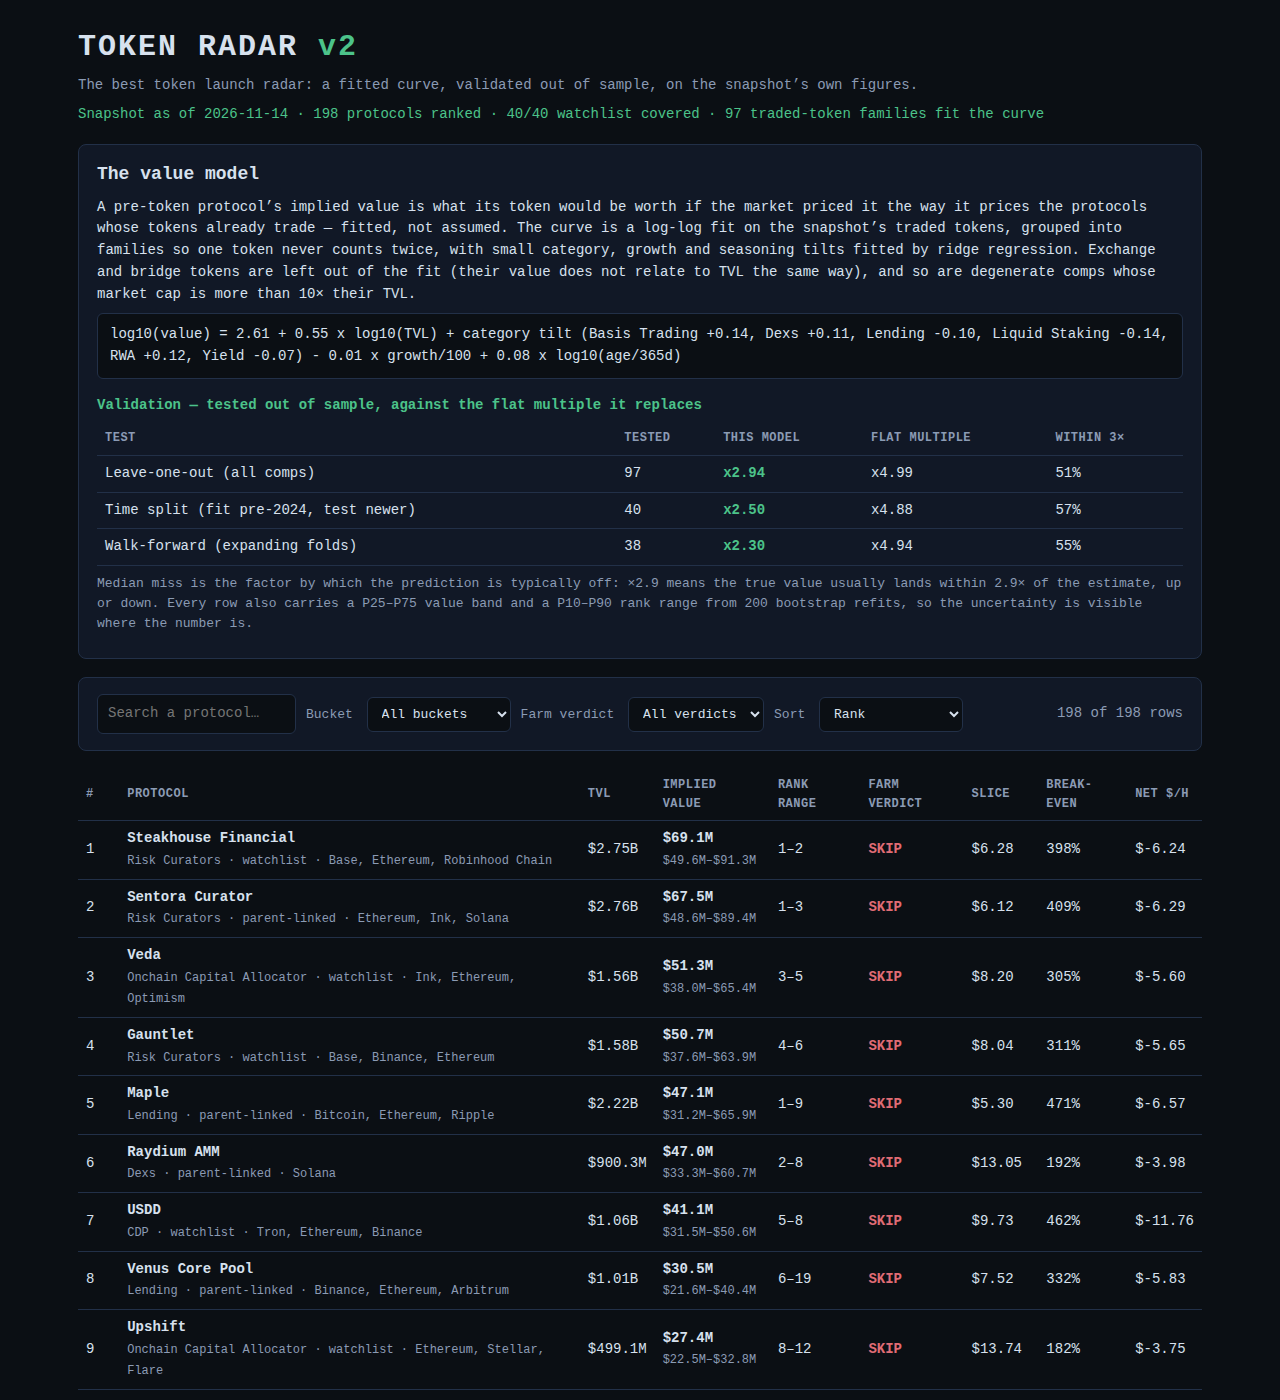 TOKEN RADAR v2
The best token launch radar: a fitted curve, validated out of sample, on the snapshot’s own figures.
Snapshot as of 2026-11-14 · 198 protocols ranked · 40/40 watchlist covered · 97 traded-token families fit the curve
The value model
A pre-token protocol’s implied value is what its token would be worth if the market priced it the way it prices the protocols
whose tokens already trade — fitted, not assumed. The curve is a log-log fit on the snapshot’s traded tokens, grouped into
families so one token never counts twice, with small category, growth and seasoning tilts fitted by ridge regression. Exchange
and bridge tokens are left out of the fit (their value does not relate to TVL the same way), and so are degenerate comps whose
market cap is more than 10× their TVL.
log10(value) = 2.61 + 0.55 x log10(TVL) + category tilt (Basis Trading +0.14, Dexs +0.11, Lending -0.10, Liquid Staking -0.14,
RWA +0.12, Yield -0.07) - 0.01 x growth/100 + 0.08 x log10(age/365d)
Validation — tested out of sample, against the flat multiple it replaces
TEST TESTED THIS MODEL FLAT MULTIPLE WITHIN 3×
Leave-one-out (all comps) 97 x2.94 x4.99 51%
Time split (fit pre-2024, test newer) 40 x2.50 x4.88 57%
Walk-forward (expanding folds) 38 x2.30 x4.94 55%
Median miss is the factor by which the prediction is typically off: ×2.9 means the true value usually lands within 2.9× of the estimate, up
or down. Every row also carries a P25–P75 value band and a P10–P90 rank range from 200 bootstrap refits, so the uncertainty is visible
where the number is.
Search a protocol… Bucket All buckets Farm verdict All verdicts Sort Rank 198 of 198 rows
# PROTOCOL TVL IMPLIED VALUE RANK RANGE FARM VERDICT SLICE BREAK-EVEN NET $/H
1 Steakhouse Financial $2.75B $69.1M 1–2 SKIP $6.28 398% $-6.24
Risk Curators · watchlist · Base, Ethereum, Robinhood Chain $49.6M–$91.3M
2 Sentora Curator $2.76B $67.5M 1–3 SKIP $6.12 409% $-6.29
Risk Curators · parent-linked · Ethereum, Ink, Solana $48.6M–$89.4M
3 Veda $1.56B $51.3M 3–5 SKIP $8.20 305% $-5.60
Onchain Capital Allocator · watchlist · Ink, Ethereum, $38.0M–$65.4M
Optimism
4 Gauntlet $1.58B $50.7M 4–6 SKIP $8.04 311% $-5.65
Risk Curators · watchlist · Base, Binance, Ethereum $37.6M–$63.9M
5 Maple $2.22B $47.1M 1–9 SKIP $5.30 471% $-6.57
Lending · parent-linked · Bitcoin, Ethereum, Ripple $31.2M–$65.9M
6 Raydium AMM $900.3M $47.0M 2–8 SKIP $13.05 192% $-3.98
Dexs · parent-linked · Solana $33.3M–$60.7M
7 USDD $1.06B $41.1M 5–8 SKIP $9.73 462% $-11.76
CDP · watchlist · Tron, Ethereum, Binance $31.5M–$50.6M
8 Venus Core Pool $1.01B $30.5M 6–19 SKIP $7.52 332% $-5.83
Lending · parent-linked · Binance, Ethereum, Arbitrum $21.6M–$40.4M
9 Upshift $499.1M $27.4M 8–12 SKIP $13.74 182% $-3.75
Onchain Capital Allocator · watchlist · Ethereum, Stellar, $22.5M–$32.8M
Flare